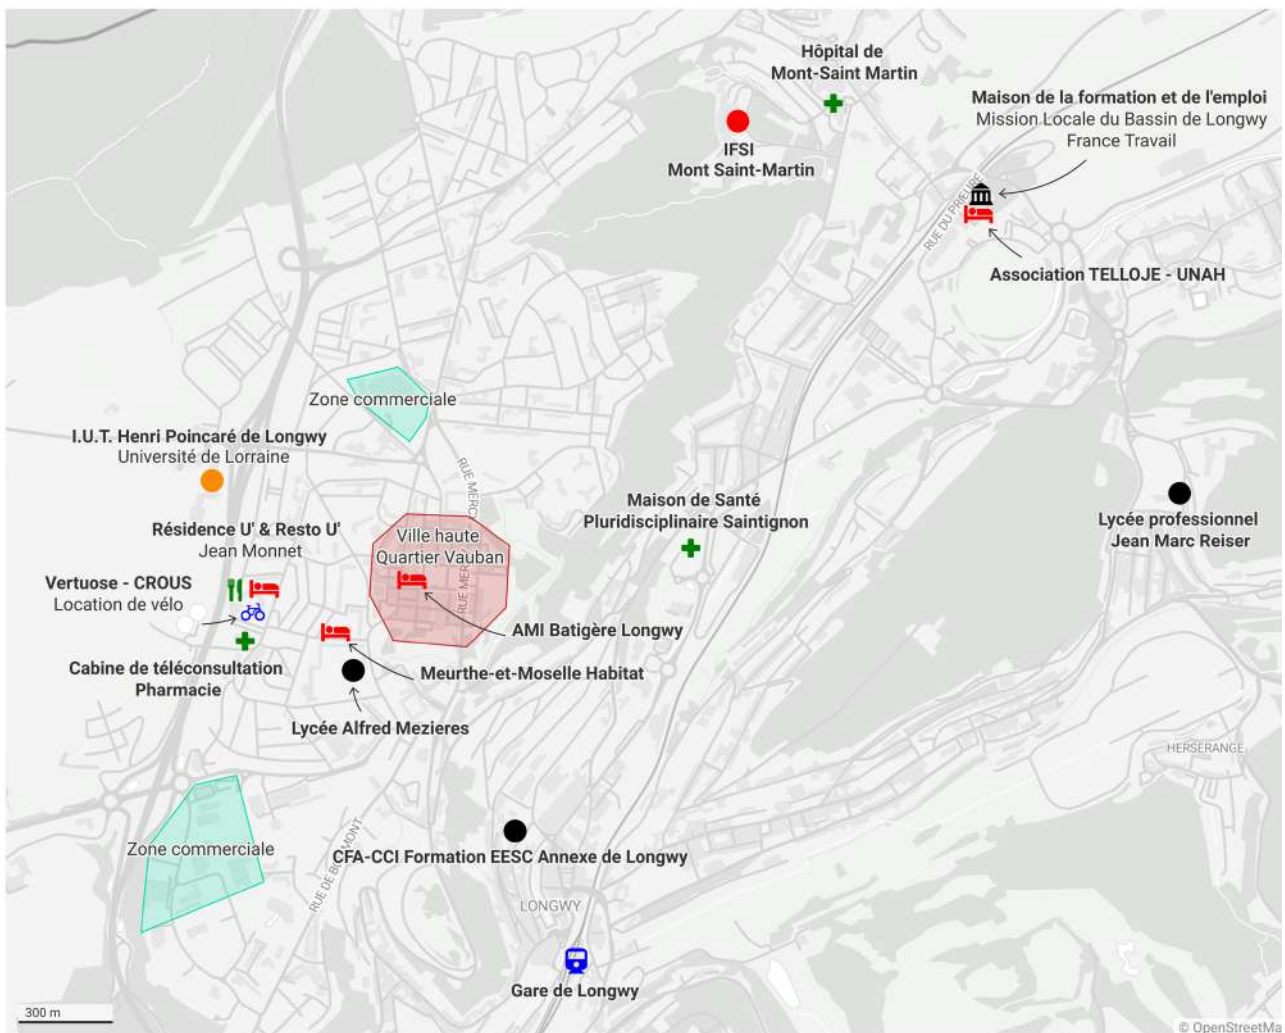 Hôpital de
Mont-Saint Martin
Maison de la formation et de l'emploi
Mission Locale du Bassin de Longwy
France Travail
IFSI
Mont Saint-Martin
RUE DU PRIEURÉ
Association TELLOJE - UNAH
Zone commerciale
I.U.T. Henri Poincaré de Longwy
Université de Lorraine
RUE MERCY
Maison de Santé
Pluridisciplinaire Saintignon
Lycée professionnel
Jean Marc Reiser
Résidence U' & Resto U'
Jean Monnet
Ville haute
Quartier Vauban
Vertuose - CROUS
Location de vélo
RUE MERCY
AMI Batigère Longwy
Cabine de téléconsultation
Pharmacie
Meurthe-et-Moselle Habitat
Lycée Alfred Mezieres
HERSERANGE
Zone commerciale
CFA-CCI Formation EESC Annexe de Longwy
LONGWY
Gare de Longwy
300 m
© OpenStreetMa